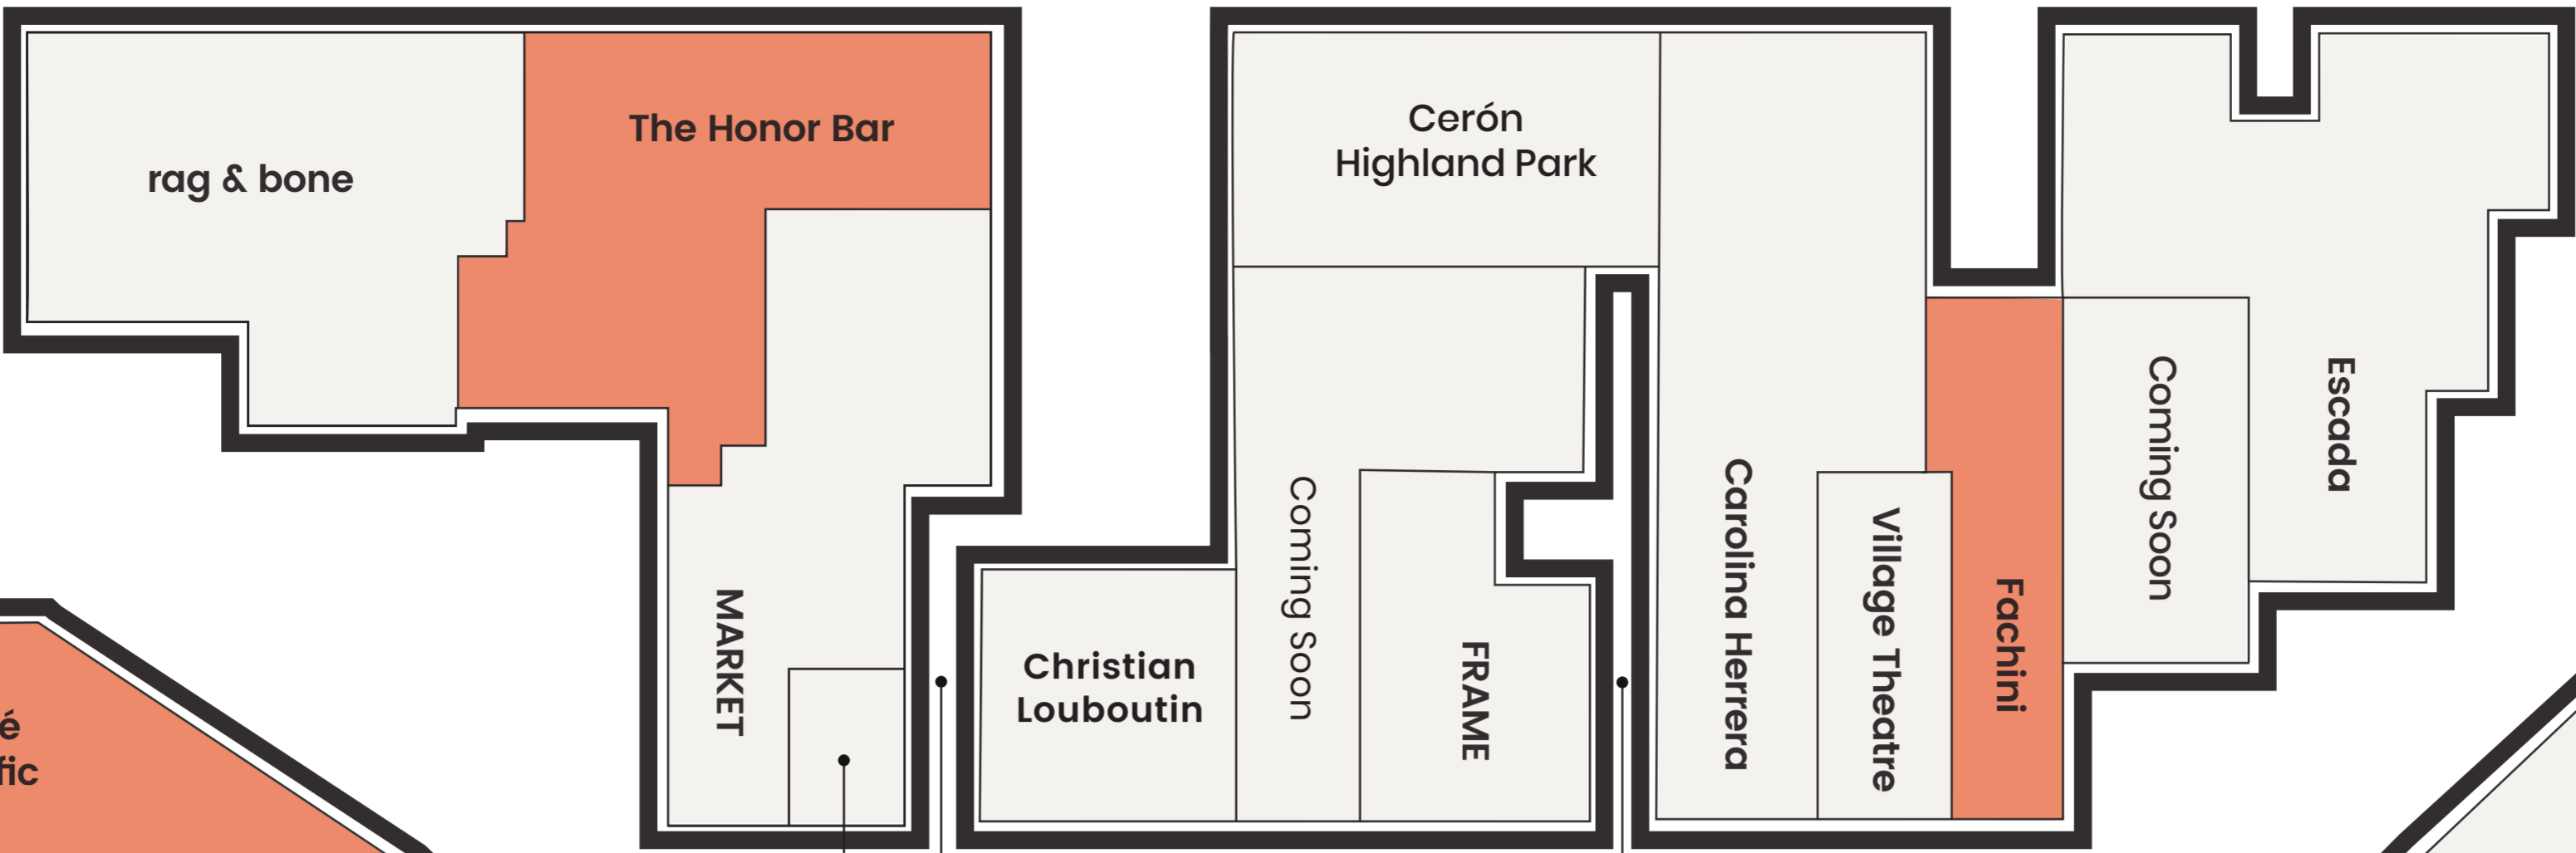 rag & bone
The Honor Bar
MARKET
Christian
Louboutin
Cerón
Highland Park
Coming Soon
FRAME
Carolina Herrera
Village Theatre
Fachini
Coming Soon
Escada
é
fic